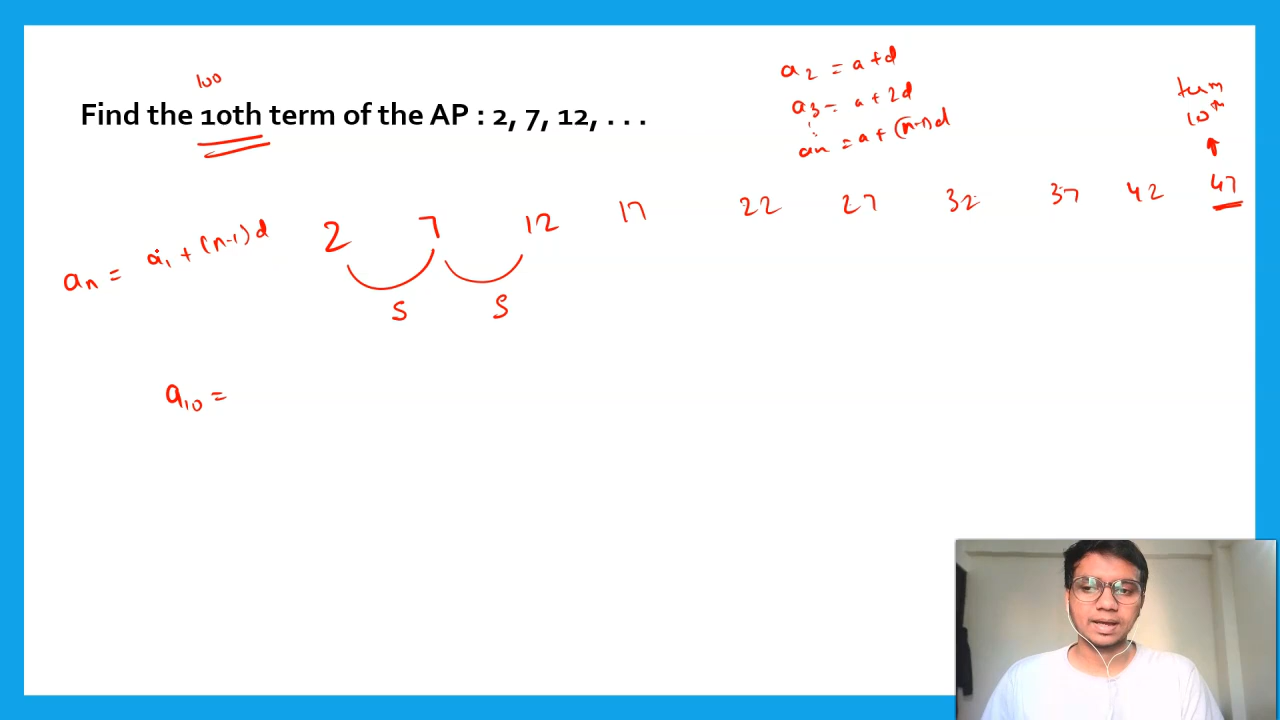 100
Find the 10th term of the AP : 2, 7, 12, . . .
a2 = a+d
a3 = a+2d
⋮
an = a+(n-1)d
term
10th
↑
2 7 12 17 22 27 32 37 42 47
an = a1 + (n-1)d
5 5
a10 =